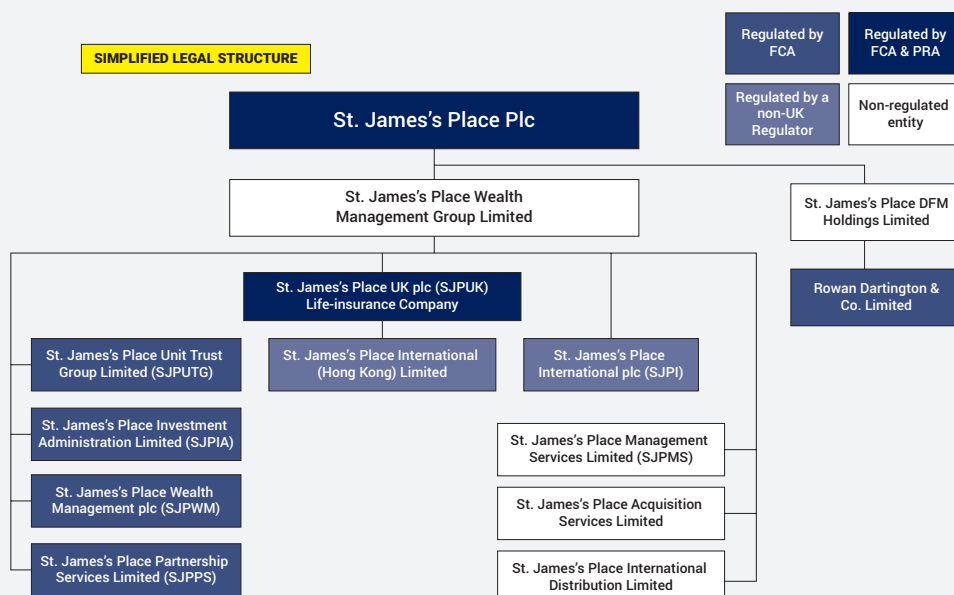 SIMPLIFIED LEGAL STRUCTURE
Regulated by
FCA
Regulated by
FCA & PRA
Regulated by a
non-UK
Regulator
Non-regulated
entity
St. James's Place Plc
St. James's Place Wealth
Management Group Limited
St. James's Place DFM
Holdings Limited
St. James's Place UK plc (SJPUK)
Life-insurance Company
Rowan Dartington &
Co. Limited
St. James's Place Unit Trust
Group Limited (SJPUTG)
St. James's Place International
(Hong Kong) Limited
St. James's Place
International plc (SJPI)
St. James's Place Investment
Administration Limited (SJPIA)
St. James's Place Management
Services Limited (SJPMS)
St. James's Place Wealth
Management plc (SJPWM)
St. James's Place Acquisition
Services Limited
St. James's Place Partnership
Services Limited (SJPPS)
St. James's Place International
Distribution Limited